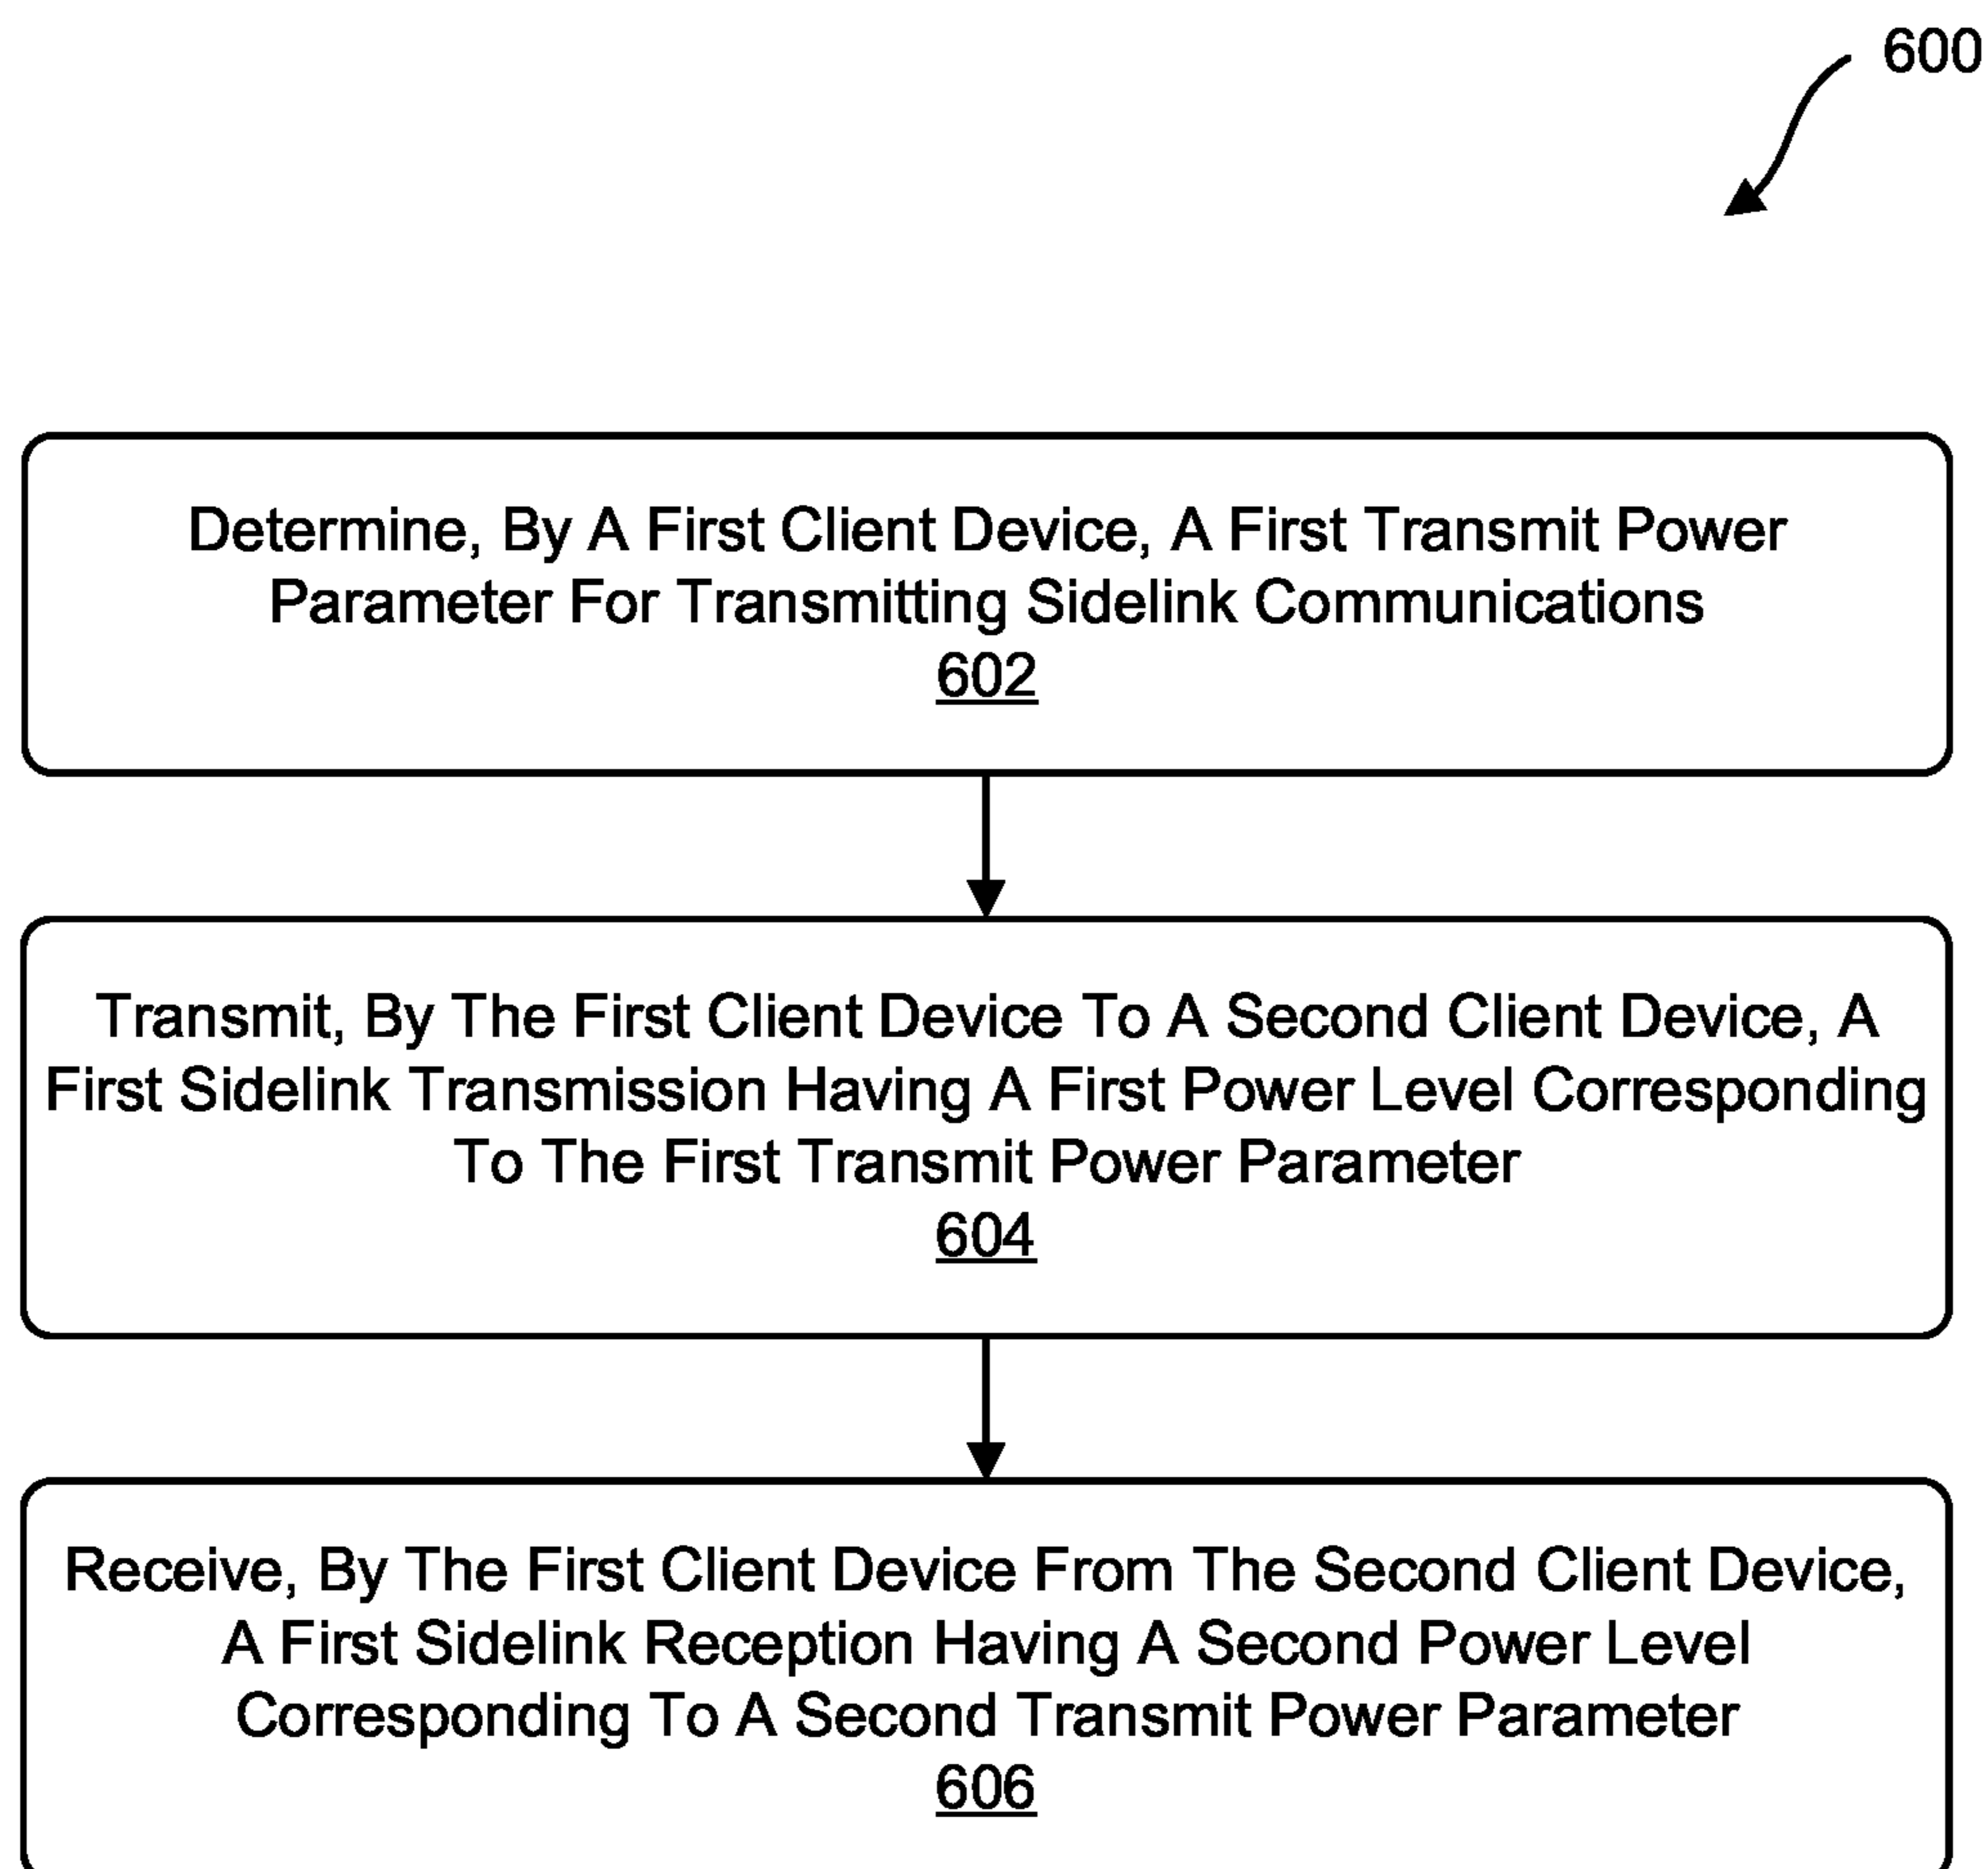 600
Determine, By A First Client Device, A First Transmit Power
Parameter For Transmitting Sidelink Communications
602
Transmit, By The First Client Device To A Second Client Device, A
First Sidelink Transmission Having A First Power Level Corresponding
To The First Transmit Power Parameter
604
Receive, By The First Client Device From The Second Client Device,
A First Sidelink Reception Having A Second Power Level
Corresponding To A Second Transmit Power Parameter
606